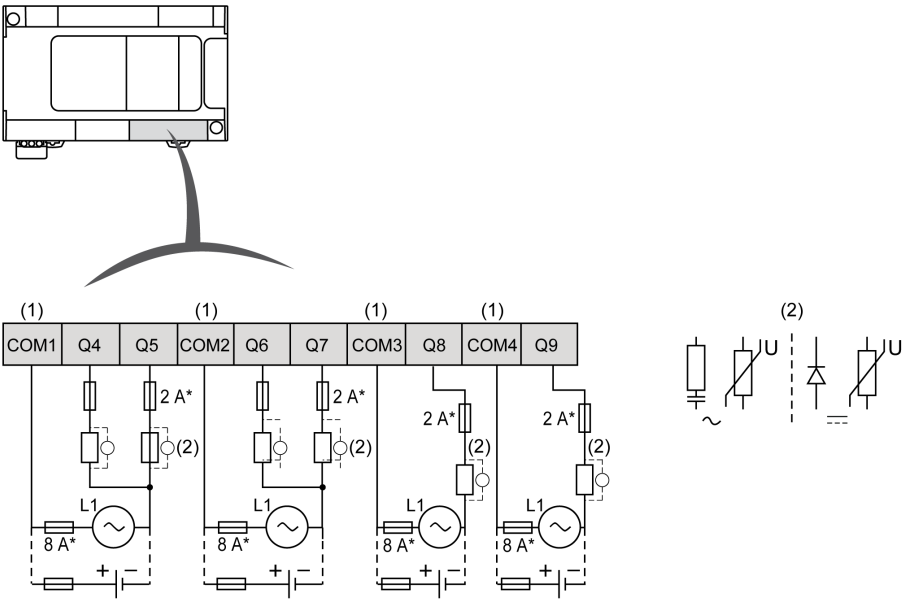 (1) (1) (1) (1) (2)
COM1 Q4 Q5 COM2 Q6 Q7 COM3 Q8 COM4 Q9
U U
2 A* 2 A*
2 A* 2 A*
(2) (2) (2) (2)
L1 L1 L1 L1
8 A* 8 A* 8 A* 8 A*
+ − + − + − + −